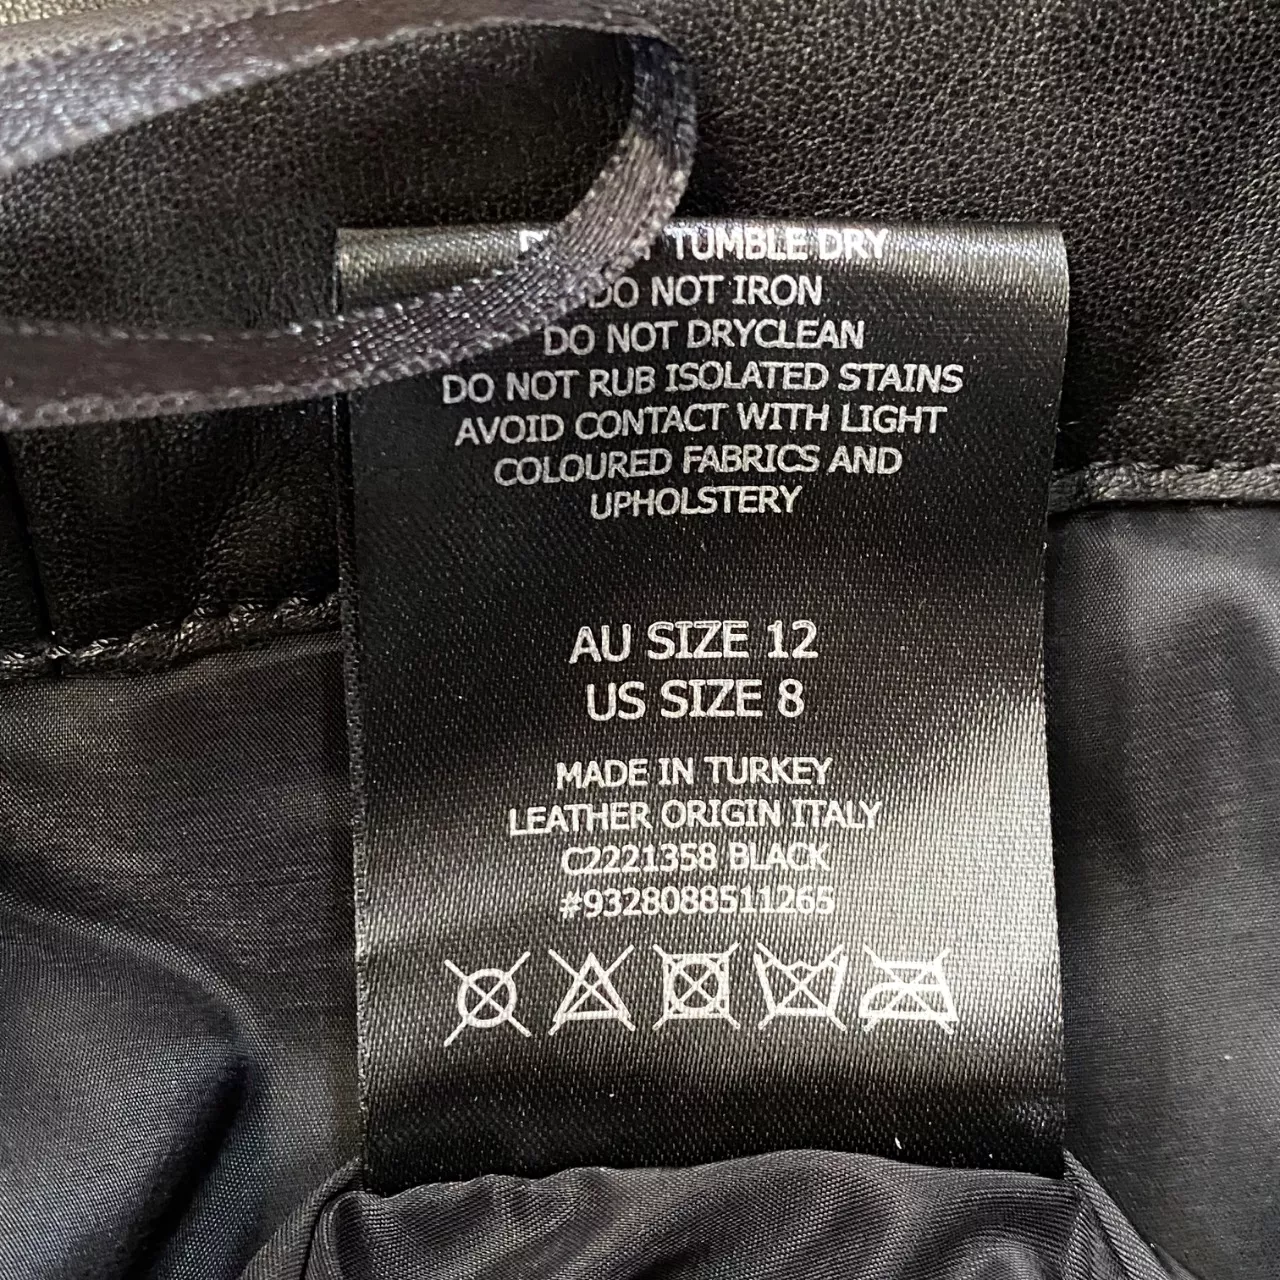 TUMBLE DRY
DO NOT IRON
DO NOT DRYCLEAN
DO NOT RUB ISOLATED STAINS
AVOID CONTACT WITH LIGHT
COLOURED FABRICS AND
UPHOLSTERY
AU SIZE 12
US SIZE 8
MADE IN TURKEY
LEATHER ORIGIN ITALY
C2221358 BLACK
#9328088511265